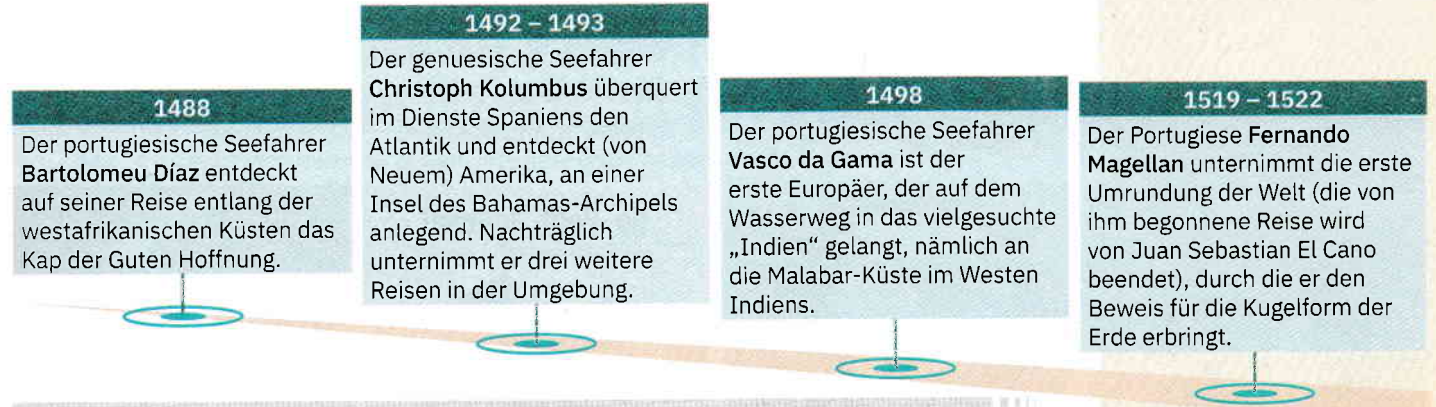 1488
Der portugiesische Seefahrer
Bartolomeu Díaz entdeckt
auf seiner Reise entlang der
westafrikanischen Küsten das
Kap der Guten Hoffnung.
1492 – 1493
Der genuesische Seefahrer
Christoph Kolumbus überquert
im Dienste Spaniens den
Atlantik und entdeckt (von
Neuem) Amerika, an einer
Insel des Bahamas-Archipels
anlegend. Nachträglich
unternimmt er drei weitere
Reisen in der Umgebung.
1498
Der portugiesische Seefahrer
Vasco da Gama ist der
erste Europäer, der auf dem
Wasserweg in das vielgesuchte
„Indien“ gelangt, nämlich an
die Malabar-Küste im Westen
Indiens.
1519 – 1522
Der Portugiese Fernando
Magellan unternimmt die erste
Umrundung der Welt (die von
ihm begonnene Reise wird
von Juan Sebastian El Cano
beendet), durch die er den
Beweis für die Kugelform der
Erde erbringt.